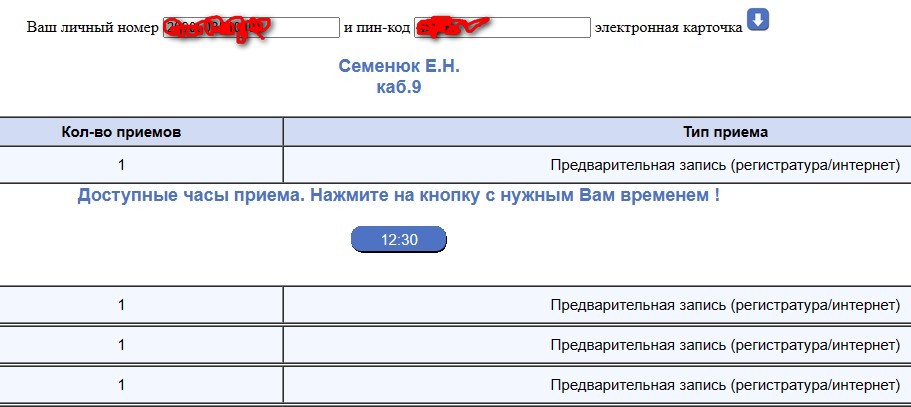 Ваш личный номер и пин-код электронная карточка
Семенюк Е.Н.
каб.9
Кол-во приемов Тип приема
1 Предварительная запись (регистратура/интернет)
Доступные часы приема. Нажмите на кнопку с нужным Вам временем !
12:30
1 Предварительная запись (регистратура/интернет)
1 Предварительная запись (регистратура/интернет)
1 Предварительная запись (регистратура/интернет)